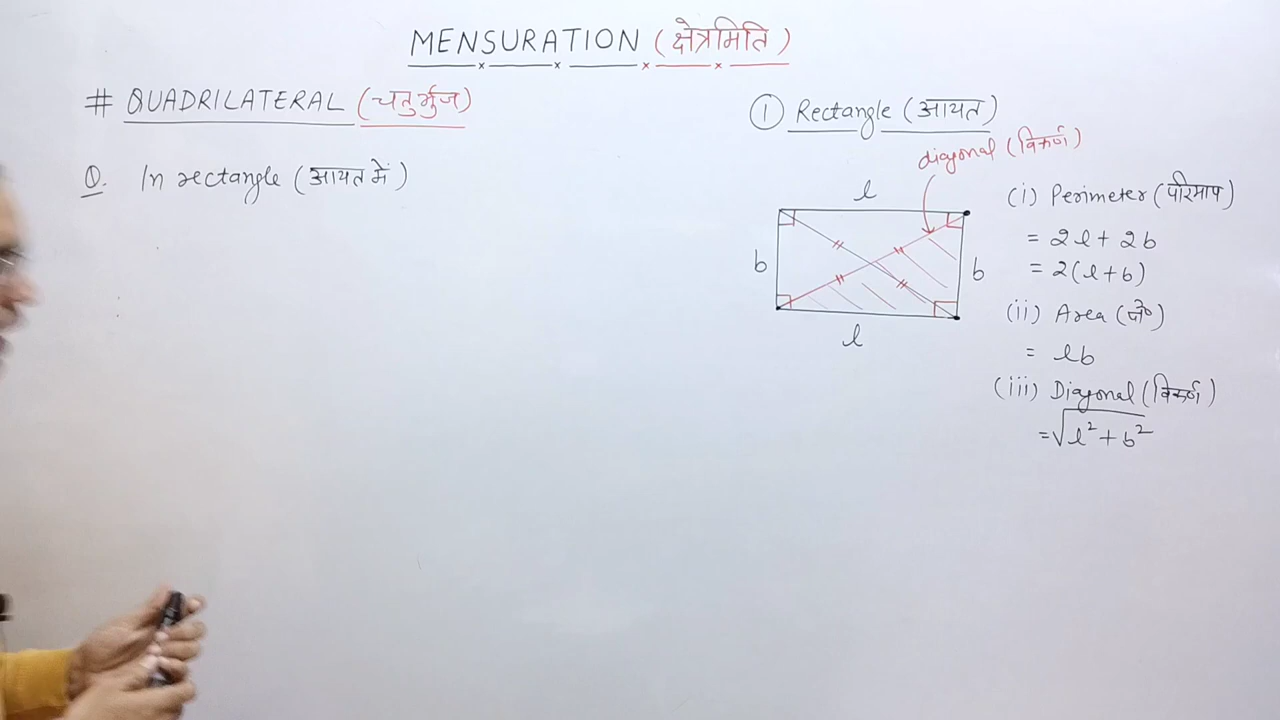 MENSURATION (क्षेत्रमिति)
# QUADRILATERAL (चतुर्भुज)
Q. In rectangle (आयत में)
① Rectangle (आयत)
diagonal (विकर्ण)
l
b
b
l
(i) Perimeter (परिमाप)
= 2l + 2b
= 2(l+b)
(ii) Area (क्षे०)
= lb
(iii) Diagonal (विकर्ण)
=√l²+b²